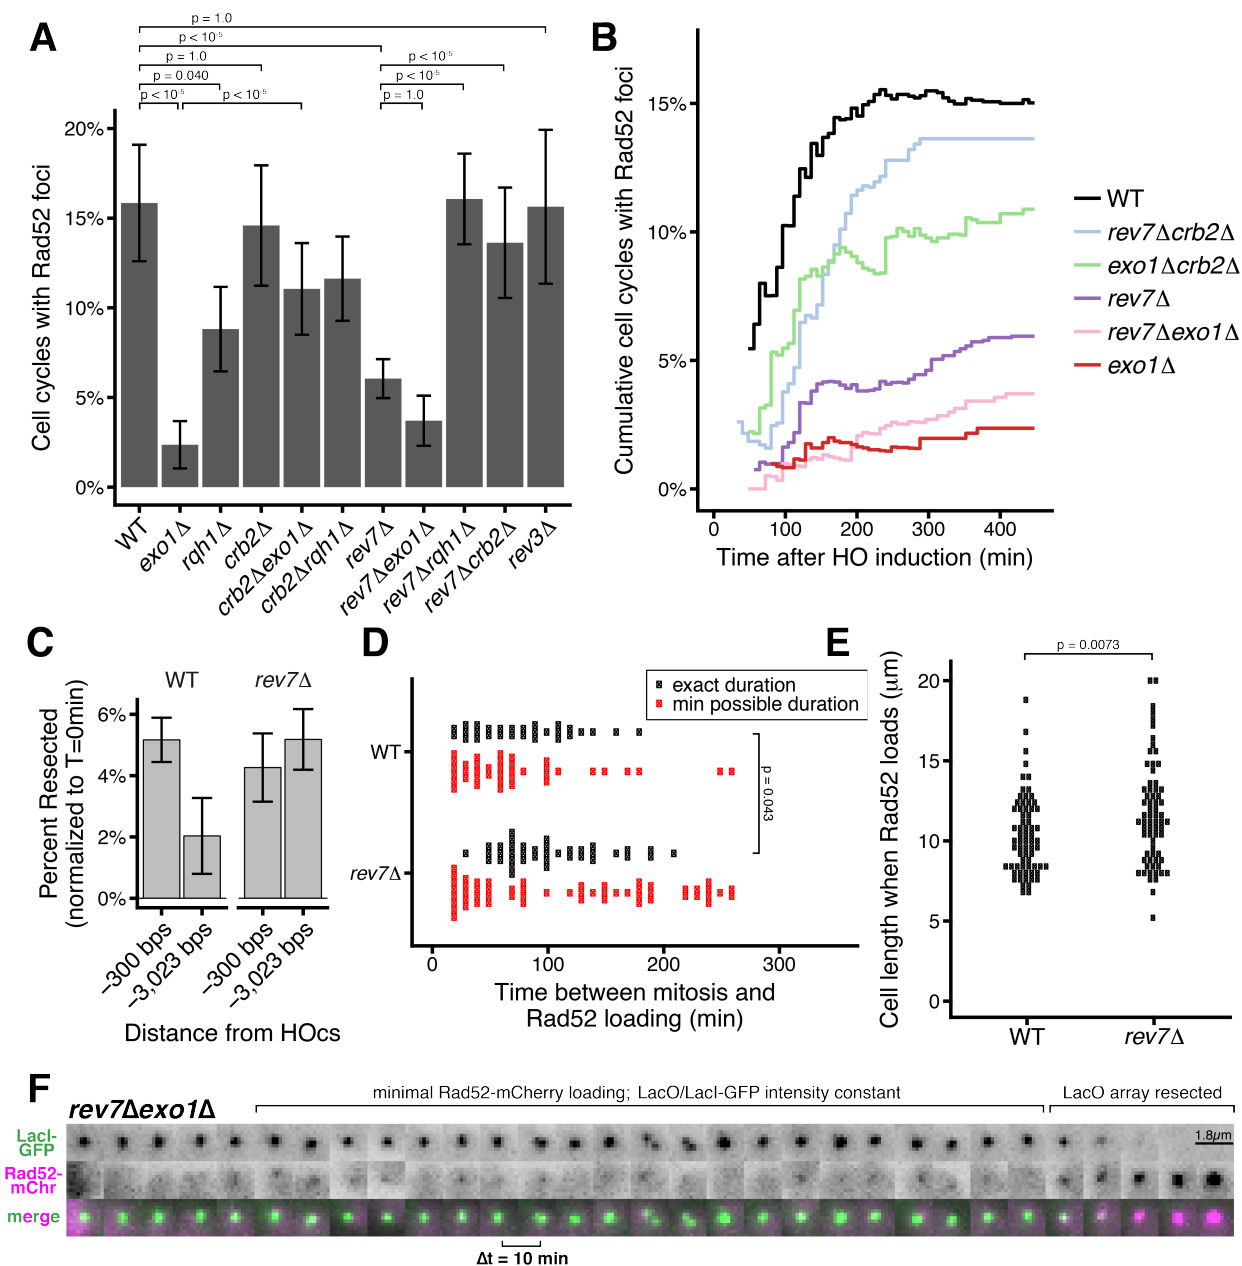 A
p = 1.0
p < 10-5
p = 1.0
p < 10-5
p = 0.040
p < 10-5
p < 10-5
p < 10-5
p = 1.0
Cell cycles with Rad52 foci
20%
15%
10%
5%
0%
WT
exo1Δ
rqh1Δ
crb2Δ
crb2Δexo1Δ
crb2Δrqh1Δ
rev7Δ
rev7Δexo1Δ
rev7Δrqh1Δ
rev7Δcrb2Δ
rev3Δ
B
Cumulative cell cycles with Rad52 foci
15%
10%
5%
0%
0
100
200
300
400
Time after HO induction (min)
WT
rev7Δcrb2Δ
exo1Δcrb2Δ
rev7Δ
rev7Δexo1Δ
exo1Δ
C
WT
rev7Δ
Percent Resected
(normalized to T=0min)
6%
4%
2%
0%
−300 bps
−3,023 bps
−300 bps
−3,023 bps
Distance from HOcs
D
exact duration
min possible duration
WT
rev7Δ
p = 0.043
0
100
200
300
Time between mitosis and
Rad52 loading (min)
E
p = 0.0073
Cell length when Rad52 loads (μm)
20
15
10
5
0
WT
rev7Δ
F
rev7Δexo1Δ
minimal Rad52-mCherry loading; LacO/LacI-GFP intensity constant
LacO array resected
LacI-
GFP
1.8μm
Rad52-
mChr
merge
Δt = 10 min